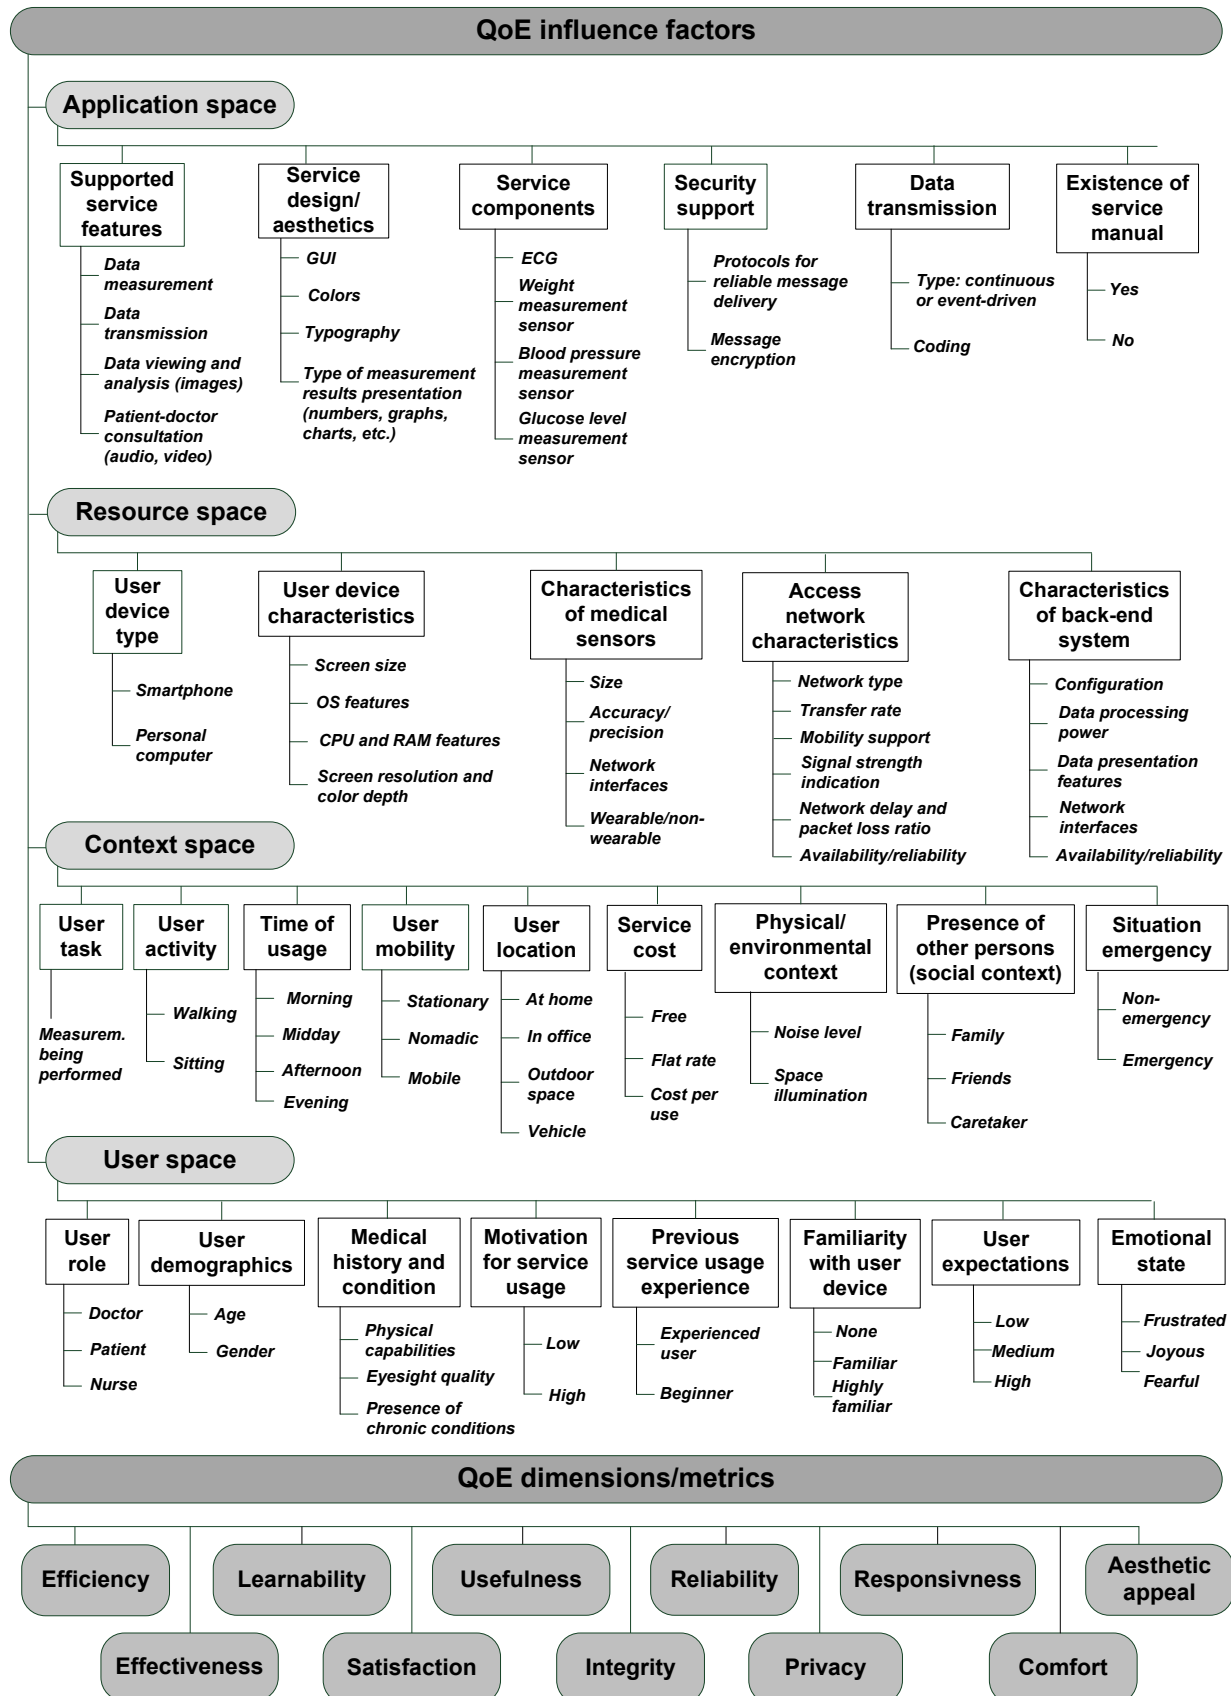 QoE influence factors
Application space
Supported
service
features
Data
measurement
Data
transmission
Data viewing and
analysis (images)
Patient-doctor
consultation
(audio, video)
Service
design/
aesthetics
GUI
Colors
Typography
Type of measurement
results presentation
(numbers, graphs,
charts, etc.)
Service
components
ECG
Weight
measurement
sensor
Blood pressure
measurement
sensor
Glucose level
measurement
sensor
Security
support
Protocols for
reliable message
delivery
Message
encryption
Data
transmission
Type: continuous
or event-driven
Coding
Existence of
service
manual
Yes
No
Resource space
User
device
type
Smartphone
Personal
computer
User device
characteristics
Screen size
OS features
CPU and RAM features
Screen resolution and
color depth
Characteristics
of medical
sensors
Size
Accuracy/
precision
Network
interfaces
Wearable/non-
wearable
Access
network
characteristics
Network type
Transfer rate
Mobility support
Signal strength
indication
Network delay and
packet loss ratio
Availability/reliability
Characteristics
of back-end
system
Configuration
Data processing
power
Data presentation
features
Network
interfaces
Availability/reliability
Context space
User
task
Measurem.
being
performed
User
activity
Walking
Sitting
Time of
usage
Morning
Midday
Afternoon
Evening
User
mobility
Stationary
Nomadic
Mobile
User
location
At home
In office
Outdoor
space
Vehicle
Service
cost
Free
Flat rate
Cost per
use
Physical/
environmental
context
Noise level
Space
illumination
Presence of
other persons
(social context)
Family
Friends
Caretaker
Situation
emergency
Non-
emergency
Emergency
User space
User
role
Doctor
Patient
Nurse
User
demographics
Age
Gender
Medical
history and
condition
Physical
capabilities
Eyesight quality
Presence of
chronic conditions
Motivation
for service
usage
Low
High
Previous
service usage
experience
Experienced
user
Beginner
Familiarity
with user
device
None
Familiar
Highly
familiar
User
expectations
Low
Medium
High
Emotional
state
Frustrated
Joyous
Fearful
QoE dimensions/metrics
Efficiency
Learnability
Usefulness
Reliability
Responsivness
Aesthetic
appeal
Effectiveness
Satisfaction
Integrity
Privacy
Comfort